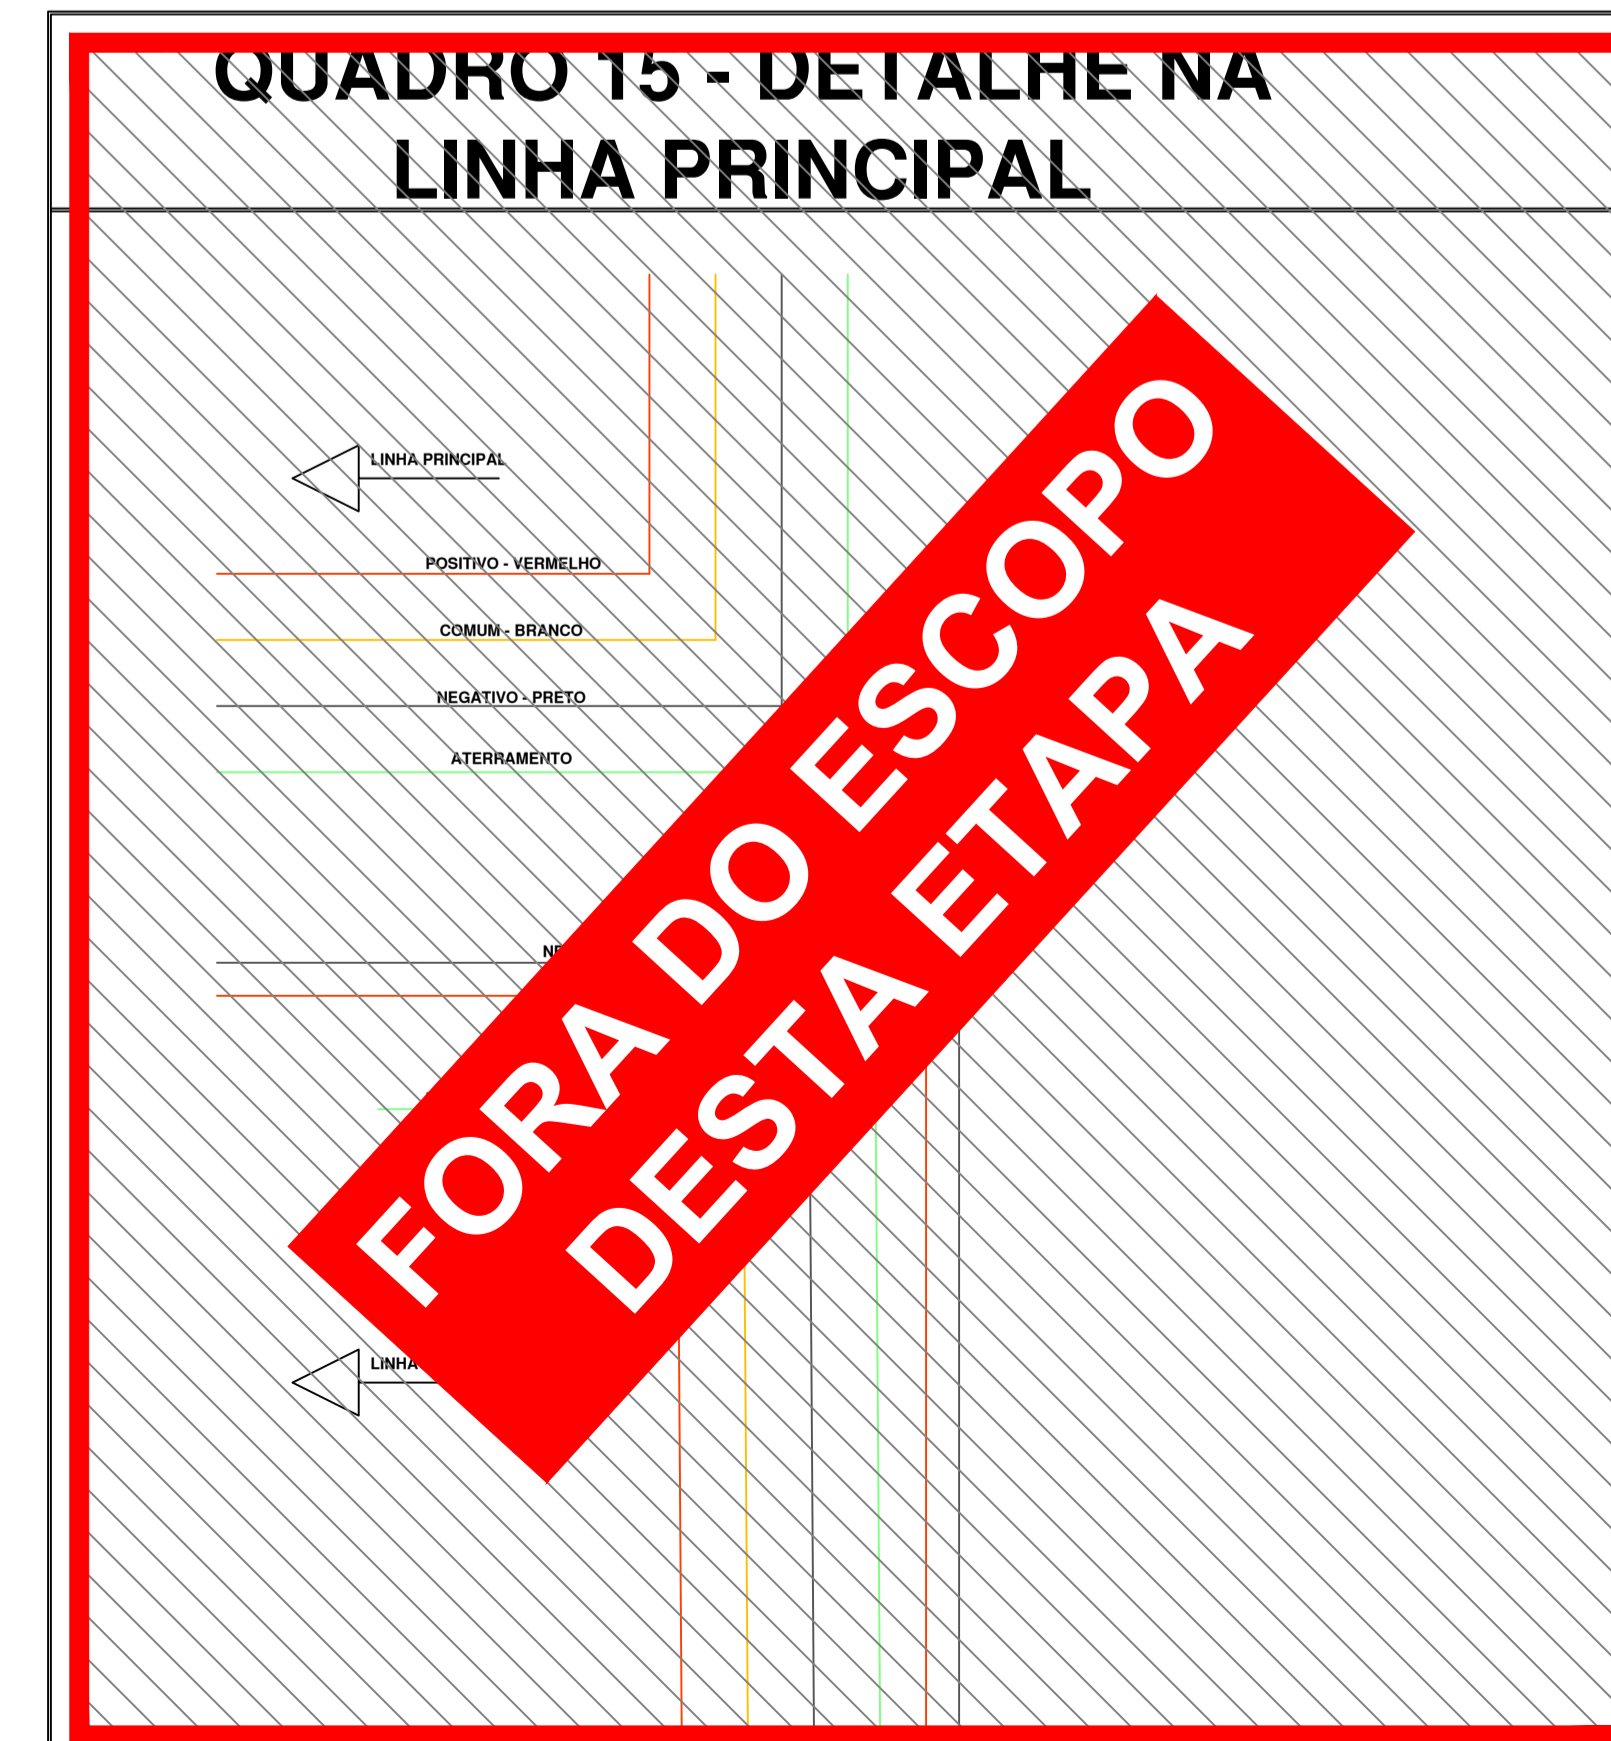 QUADRO 15 - DETALHE NA
LINHA PRINCIPAL
LINHA PRINCIPAL
POSITIVO - VERMELHO
COMUM - BRANCO
NEGATIVO - PRETO
ATERRAMENTO
FORA DO ESCOPO
DESTA ETAPA
LINHA